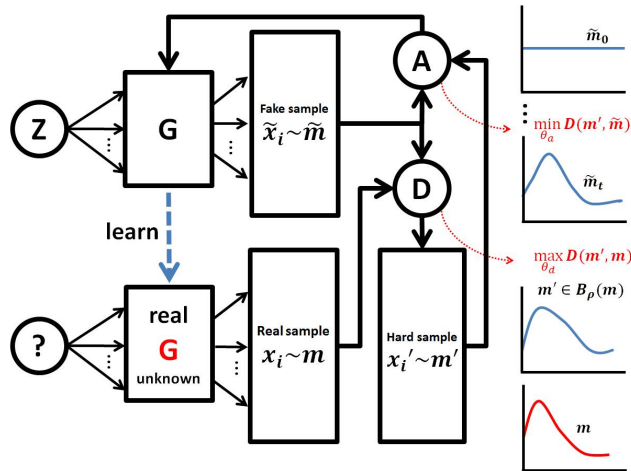 A
m̃₀
Z
G
Fake sample
x̃ᵢ~m̃
min D(m′, m̃)
θₐ
m̃ₜ
D
learn
max D(m′, m)
θ_d
m′ ∈ B_ρ(m)
?
real
G
unknown
Real sample
xᵢ~m
Hard sample
xᵢ′~m′
m